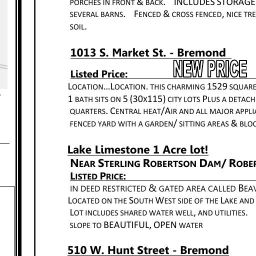 PORCHES IN FRONT & BACK. INCLUDES STORAGE
SEVERAL BARNS. FENCED & CROSS FENCED, NICE TRE
SOIL.
1013 S. Market St. - Bremond
Listed Price: NEW PRICE
LOCATION...LOCATION. THIS CHARMING 1529 SQUARE
1 BATH SITS ON 5 (30X115) CITY LOTS PLUS A DETACH
QUARTERS. CENTRAL HEAT/AIR AND ALL MAJOR APPLI
FENCED YARD WITH A GARDEN/ SITTING AREAS & BLO
Lake Limestone 1 Acre lot!
NEAR STERLING ROBERTSON DAM/ ROBER
LISTED PRICE:
IN DEED RESTRICTED & GATED AREA CALLED BEAV
LOCATED ON THE SOUTH WEST SIDE OF THE LAKE AND
LOT INCLUDES SHARED WATER WELL, AND UTILITIES.
SLOPE TO BEAUTIFUL, OPEN WATER
510 W. Hunt Street - Bremond